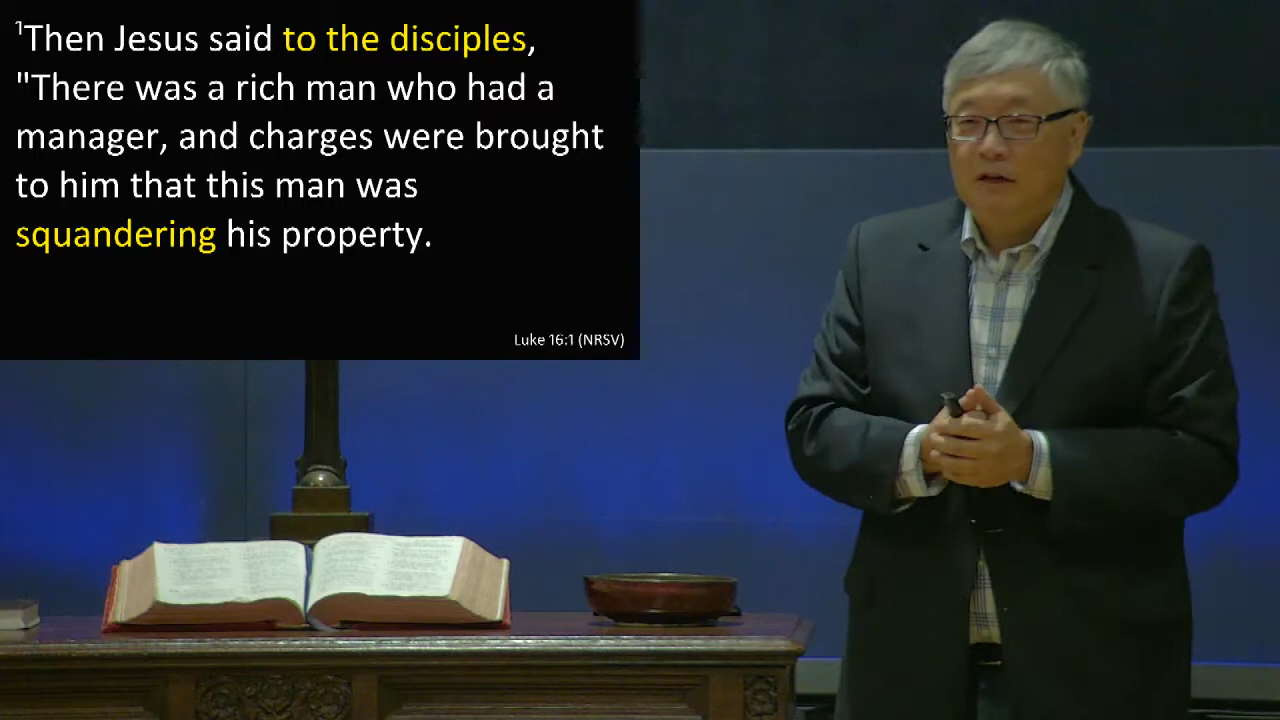 ¹Then Jesus said to the disciples,
"There was a rich man who had a
manager, and charges were brought
to him that this man was
squandering his property.
Luke 16:1 (NRSV)